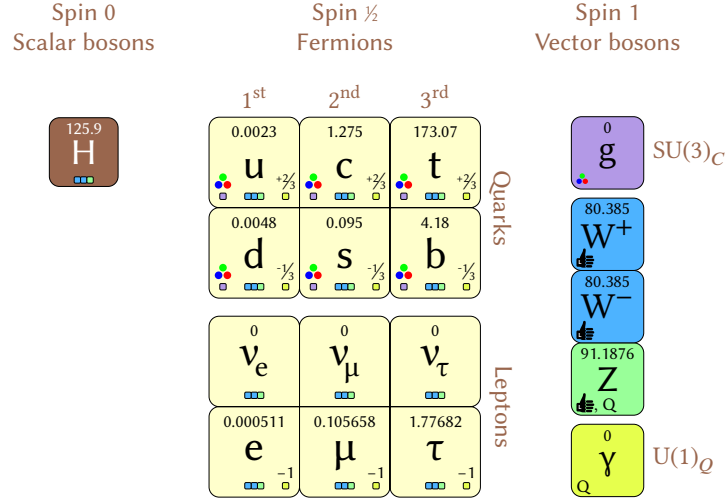 Spin 0
Scalar bosons
Spin ½
Fermions
Spin 1
Vector bosons
1st 2nd 3rd
125.9
H
0.0023
u
+2/3
1.275
c
+2/3
173.07
t
+2/3
0.0048
d
-1/3
0.095
s
-1/3
4.18
b
-1/3
Quarks
0
νe
0
νμ
0
ντ
0.000511
e
−1
0.105658
μ
−1
1.77682
τ
−1
Leptons
0
g
SU(3)C
80.385
W+
80.385
W−
91.1876
Z
, Q
0
γ
Q
U(1)Q